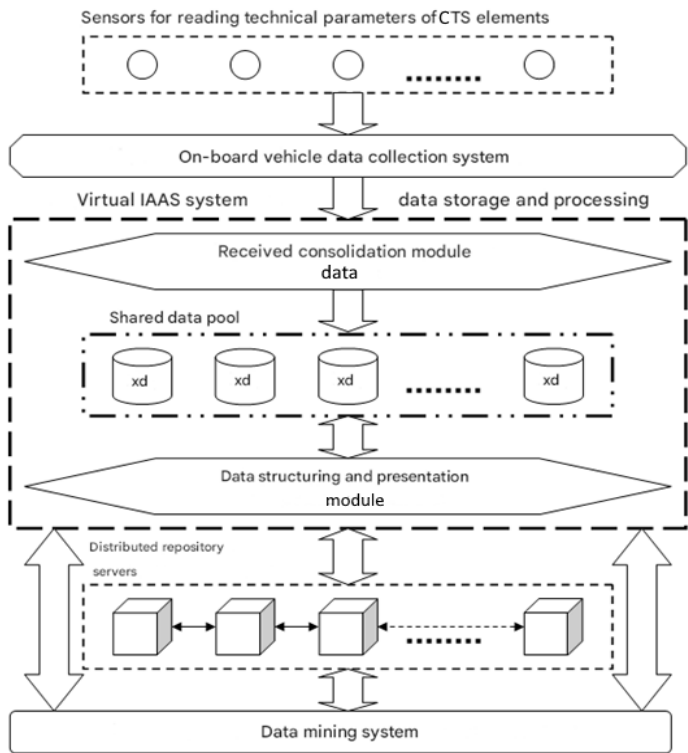 Sensors for reading technical parameters of CTS elements
On-board vehicle data collection system
Virtual IAAS system data storage and processing
Received consolidation module
data
Shared data pool
xd xd xd xd
Data structuring and presentation
module
Distributed repository
servers
Data mining system